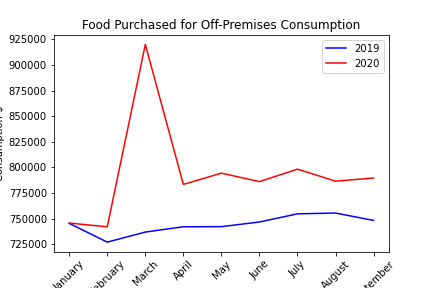 Food Purchased for Off-Premises Consumption
925000
900000
875000
850000
825000
800000
775000
750000
725000
2019
2020
March
April
May
June
July
August